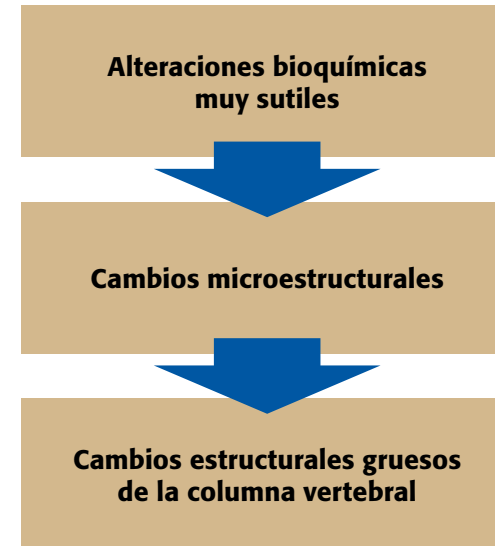 Alteraciones bioquímicas
muy sutiles
Cambios microestructurales
Cambios estructurales gruesos
de la columna vertebral